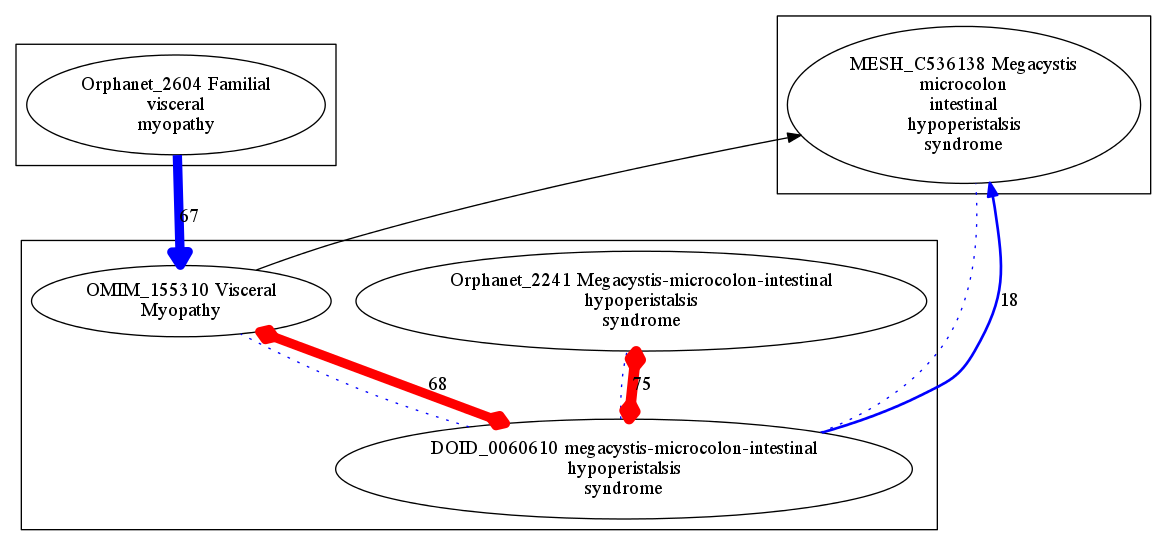 Orphanet_2604 Familial
visceral
myopathy
MESH_C536138 Megacystis
microcolon
intestinal
hypoperistalsis
syndrome
67
OMIM_155310 Visceral
Myopathy
Orphanet_2241 Megacystis-microcolon-intestinal
hypoperistalsis
syndrome
18
68
75
DOID_0060610 megacystis-microcolon-intestinal
hypoperistalsis
syndrome